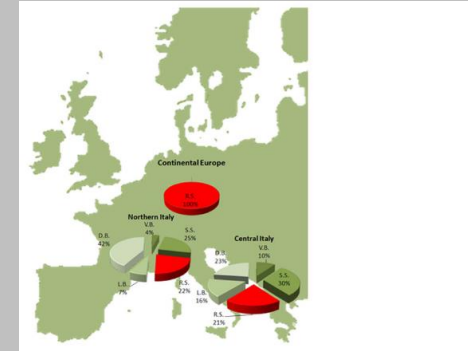 Continental Europe
R.S.
100%
Northern Italy
V.B.
4%
S.S.
25%
D.B.
42%
L.B.
7%
R.S.
22%
Central Italy
V.B.
10%
D.B.
23%
S.S.
30%
L.B.
16%
R.S.
21%